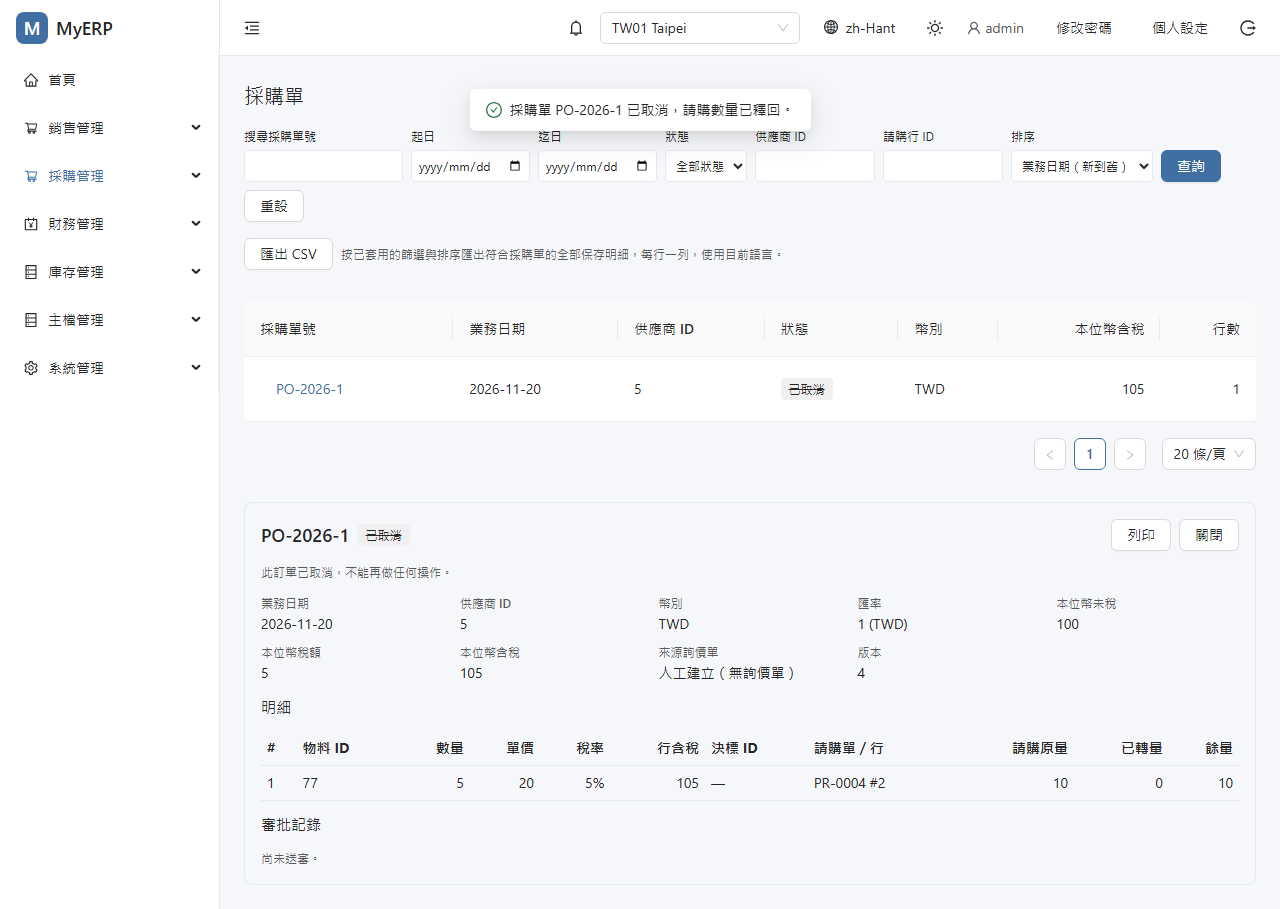 M MyERP
TW01 Taipei
zh-Hant
admin
修改密碼
個人設定
首頁
銷售管理
採購管理
財務管理
庫存管理
主檔管理
系統管理
採購單
採購單 PO-2026-1 已取消，請購數量已釋回。
搜尋採購單號 起日 迄日 狀態 供應商 ID 請購行 ID 排序
yyyy/mm/dd yyyy/mm/dd 全部狀態 業務日期（新到舊） 查詢
重設
匯出 CSV 按已套用的篩選與排序匯出符合採購單的全部保存明細，每行一列，使用目前語言。
採購單號 業務日期 供應商 ID 狀態 幣別 本位幣含稅 行數
PO-2026-1 2026-11-20 5 已取消 TWD 105 1
< 1 > 20 條/頁
PO-2026-1 已取消 列印 關閉
此訂單已取消，不能再做任何操作。
業務日期 供應商 ID 幣別 匯率 本位幣未稅
2026-11-20 5 TWD 1 (TWD) 100
本位幣稅額 本位幣含稅 來源詢價單 版本
5 105 人工建立（無詢價單） 4
明細
# 物料 ID 數量 單價 稅率 行含稅 決標 ID 請購單 / 行 請購原量 已轉量 餘量
1 77 5 20 5% 105 — PR-0004 #2 10 0 10
審批記錄
尚未送審。